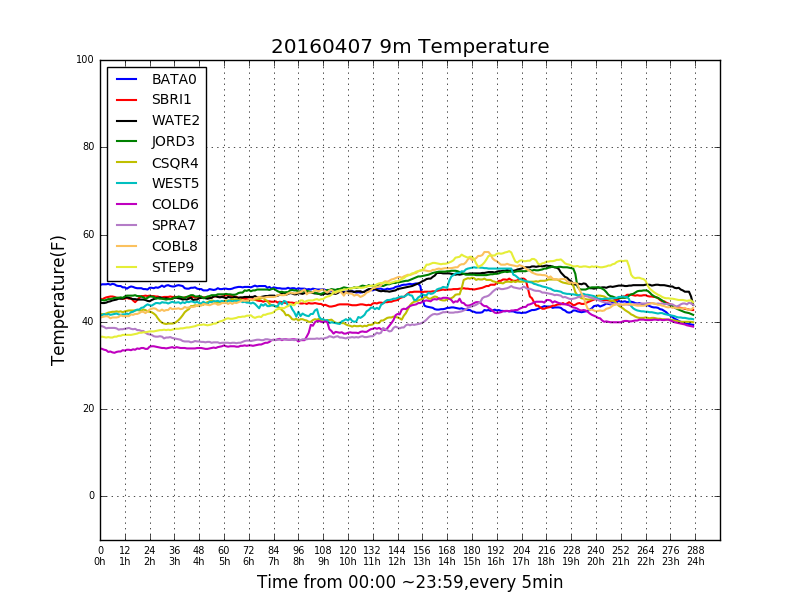 20160407 9m Temperature
100
80
60
40
20
0
Temperature(F)
BATA0
SBRI1
WATE2
JORD3
CSQR4
WEST5
COLD6
SPRA7
COBL8
STEP9
0 12 24 36 48 60 72 84 96 108 120 132 144 156 168 180 192 204 216 228 240 252 264 276 288
0h 1h 2h 3h 4h 5h 6h 7h 8h 9h 10h 11h 12h 13h 14h 15h 16h 17h 18h 19h 20h 21h 22h 23h 24h
Time from 00:00 ~23:59,every 5min